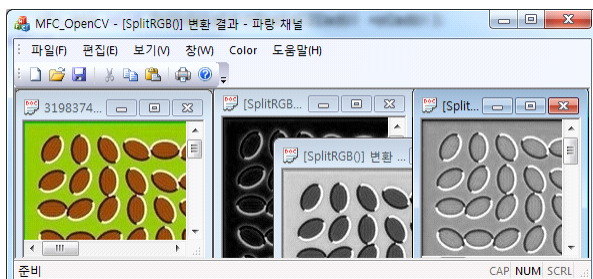 MFC_OpenCV - [SplitRGB()] 변환 결과 - 파랑 채널
파일(F) 편집(E) 보기(V) 창(W) Color 도움말(H)
3198374...
[SplitRGB...
[Split...
[SplitRGB()] 변환 ...
준비
CAP NUM SCRL